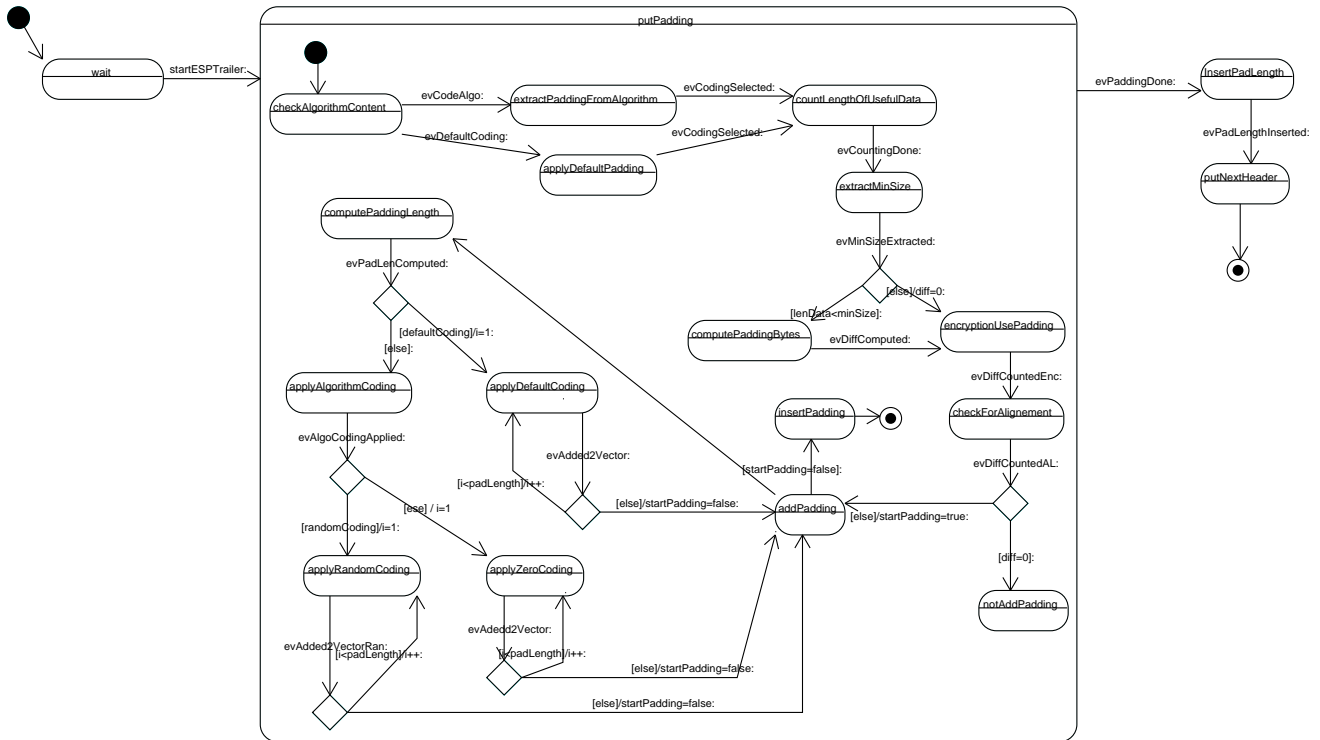 putPadding
wait
startESPTrailer:
checkAlgorithmContent
evCodeAlgo:
extractPaddingFromAlgorithm
evCodingSelected:
countLengthOfUsefulData
evDefaultCoding:
applyDefaultPadding
evCodingSelected:
evCountingDone:
extractMinSize
evPaddingDone:
InsertPadLength
evPadLengthInserted:
putNextHeader
computePaddingLength
evPadLenComputed:
evMinSizeExtracted:
[else]/diff=0:
[lenData<minSize]:
computePaddingBytes
evDiffComputed:
encryptionUsePadding
[defaultCoding]/i=1:
[else]:
applyAlgorithmCoding
applyDefaultCoding
evDiffCountedEnc:
insertPadding
checkForAlignement
evAlgoCodingApplied:
evAdded2Vector:
[startPadding=false]:
evDiffCountedAL:
[i<padLength]/i++:
[else]/startPadding=false:
addPadding
[else]/startPadding=true:
[ese] / i=1
[randomCoding]/i=1:
[diff=0]:
applyRandomCoding
applyZeroCoding
notAddPadding
evAdded2VectorRan:
[i<padLength]/i++:
evAdedd2Vector:
[i<padLength]/i++:
[else]/startPadding=false:
[else]/startPadding=false: